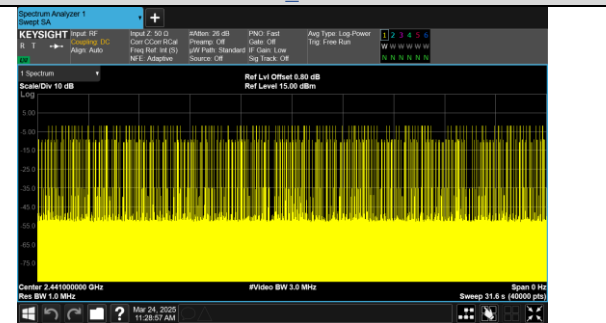 Spectrum Analyzer 1
Swept SA
+
KEYSIGHT
R T
Input: RF
Coupling: DC
Align: Auto
Input Z: 50 Ω
Corr CCorr RCal
Freq Ref: Int (S)
NFE: Adaptive
#Atten: 26 dB
Preamp: Off
µW Path: Standard
Source: Off
PNO: Fast
Gate: Off
IF Gain: Low
Sig Track: Off
Avg Type: Log-Power
Trig: Free Run
1 2 3 4 5 6
W W W W W W
N N N N N N
1 Spectrum
Scale/Div 10 dB
Ref Lvl Offset 0.80 dB
Ref Level 15.00 dBm
Log
5.00
-5.00
-15.0
-25.0
-35.0
-45.0
-55.0
-65.0
-75.0
Center 2.441000000 GHz
Res BW 1.0 MHz
#Video BW 3.0 MHz
Span 0 Hz
Sweep 31.6 s (40000 pts)
?
Mar 24, 2025
11:28:57 AM